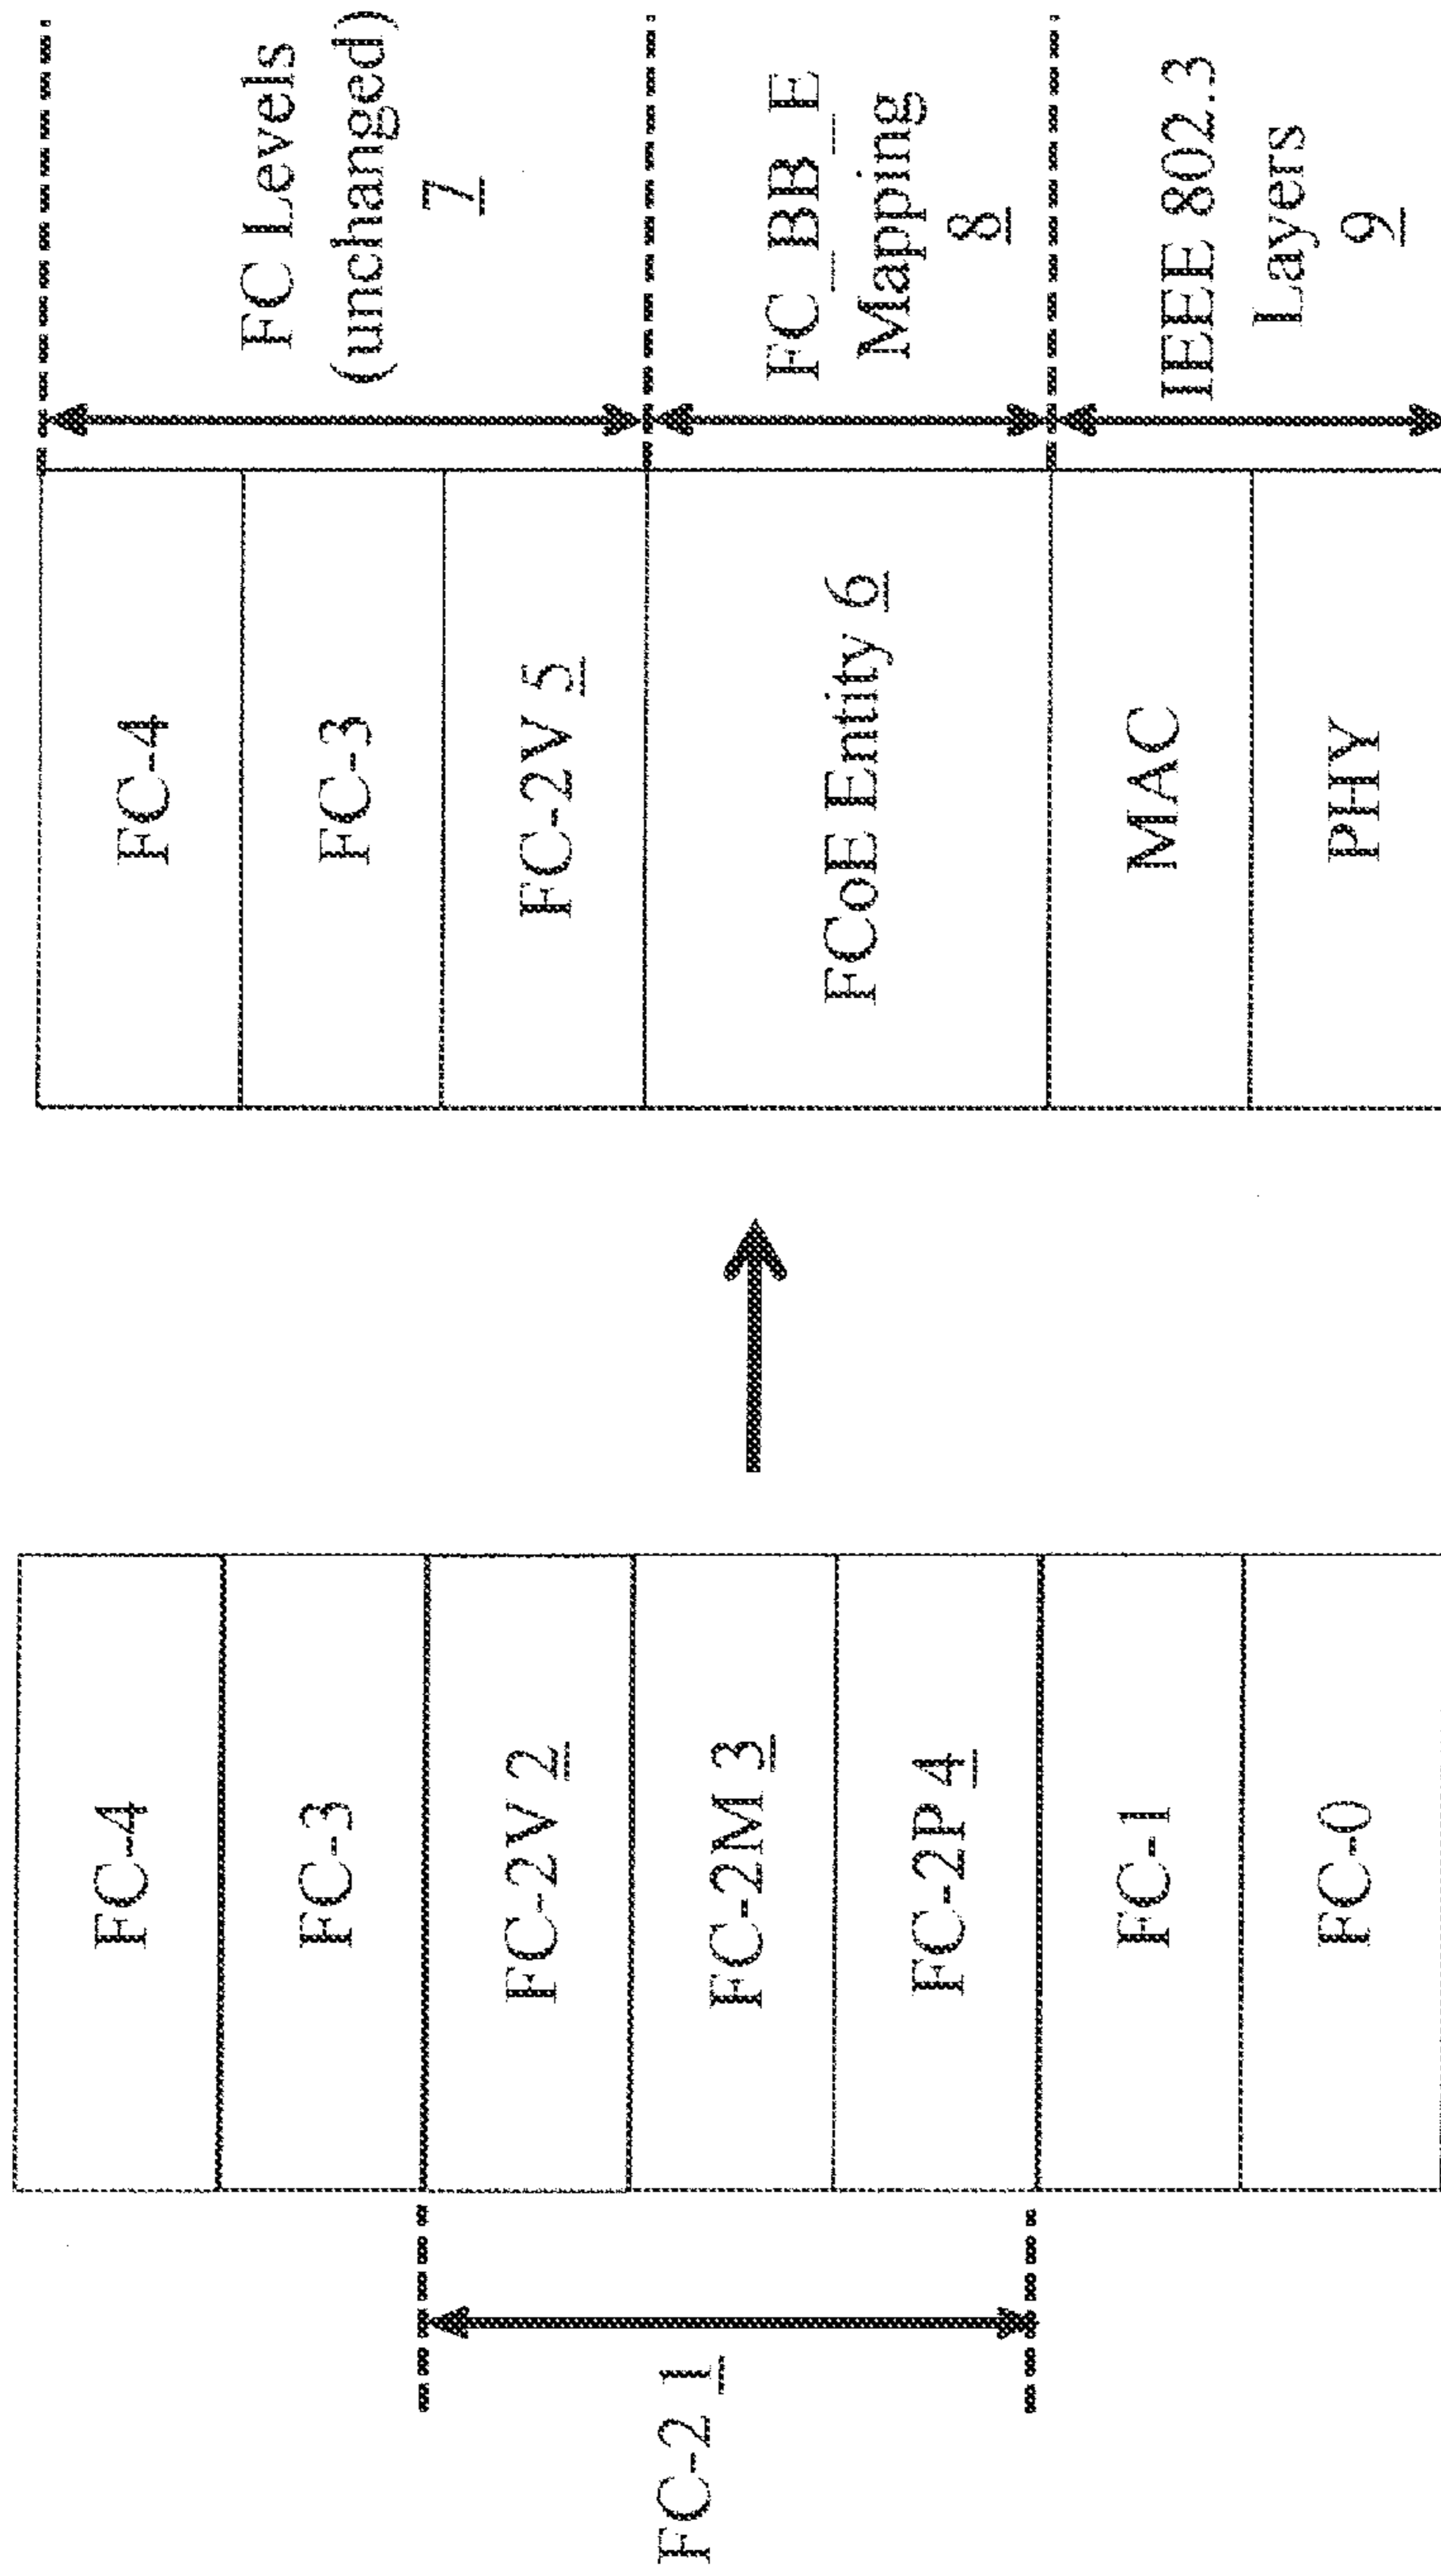 FC-2 1
FC-4
FC-3
FC-2V 2
FC-2M 3
FC-2P 4
FC-1
FC-0
FC-4
FC-3
FC-2V 5
FCoE Entity 6
MAC
PHY
FC Levels
(unchanged)
7
FC_BB_E
Mapping
8
IEEE 802.3
Layers
9